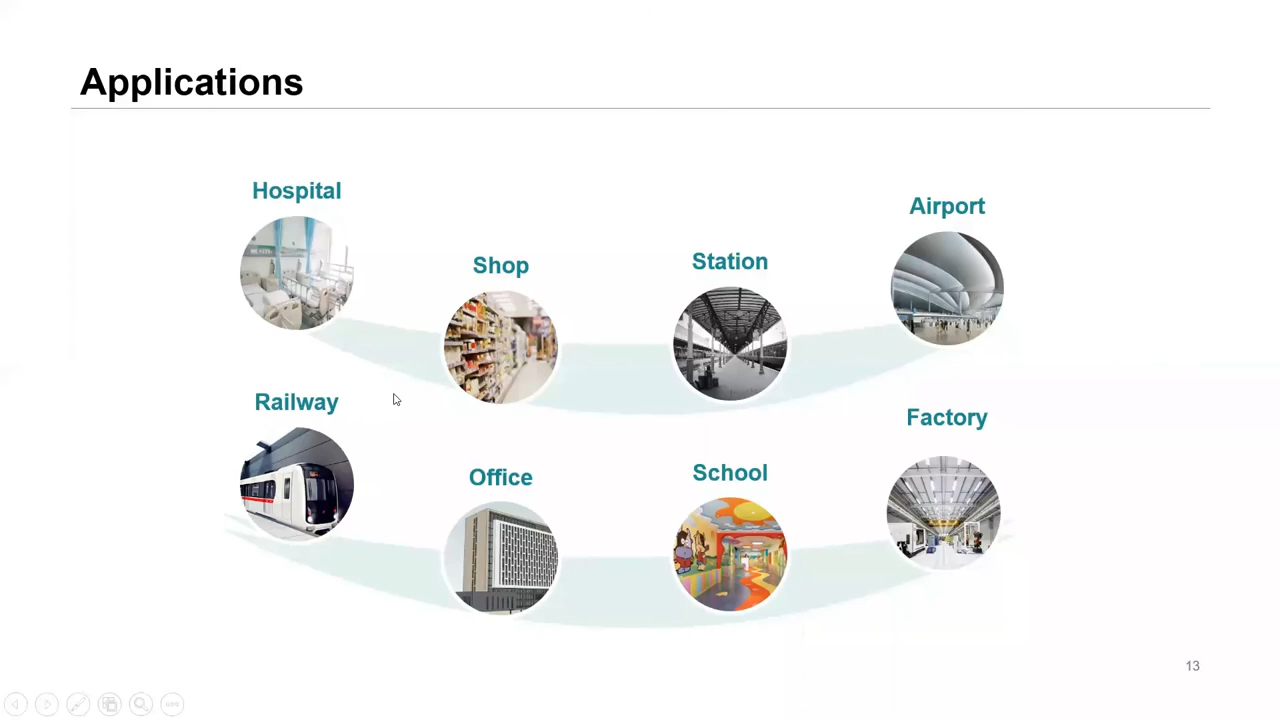 Applications
Hospital
Shop
Station
Airport
Railway
Office
School
Factory
13